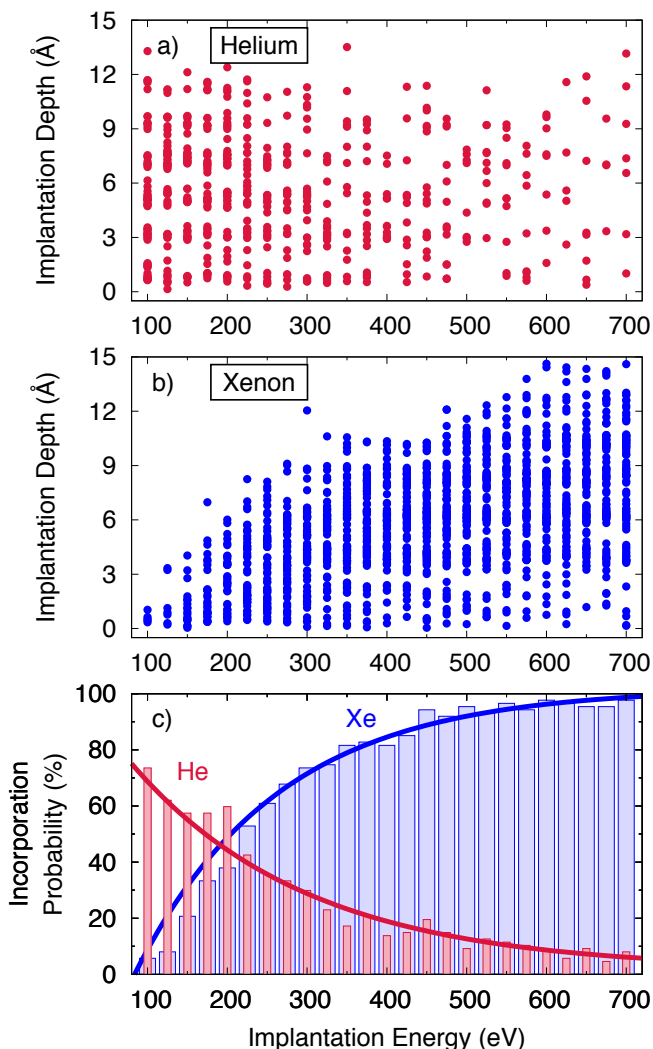 a) Helium
Implantation Depth (Å)
15
12
9
6
3
0
100 200 300 400 500 600 700
b) Xenon
Implantation Depth (Å)
15
12
9
6
3
0
100 200 300 400 500 600 700
c)
Xe
He
Incorporation
Probability (%)
100
80
60
40
20
0
100 200 300 400 500 600 700
Implantation Energy (eV)